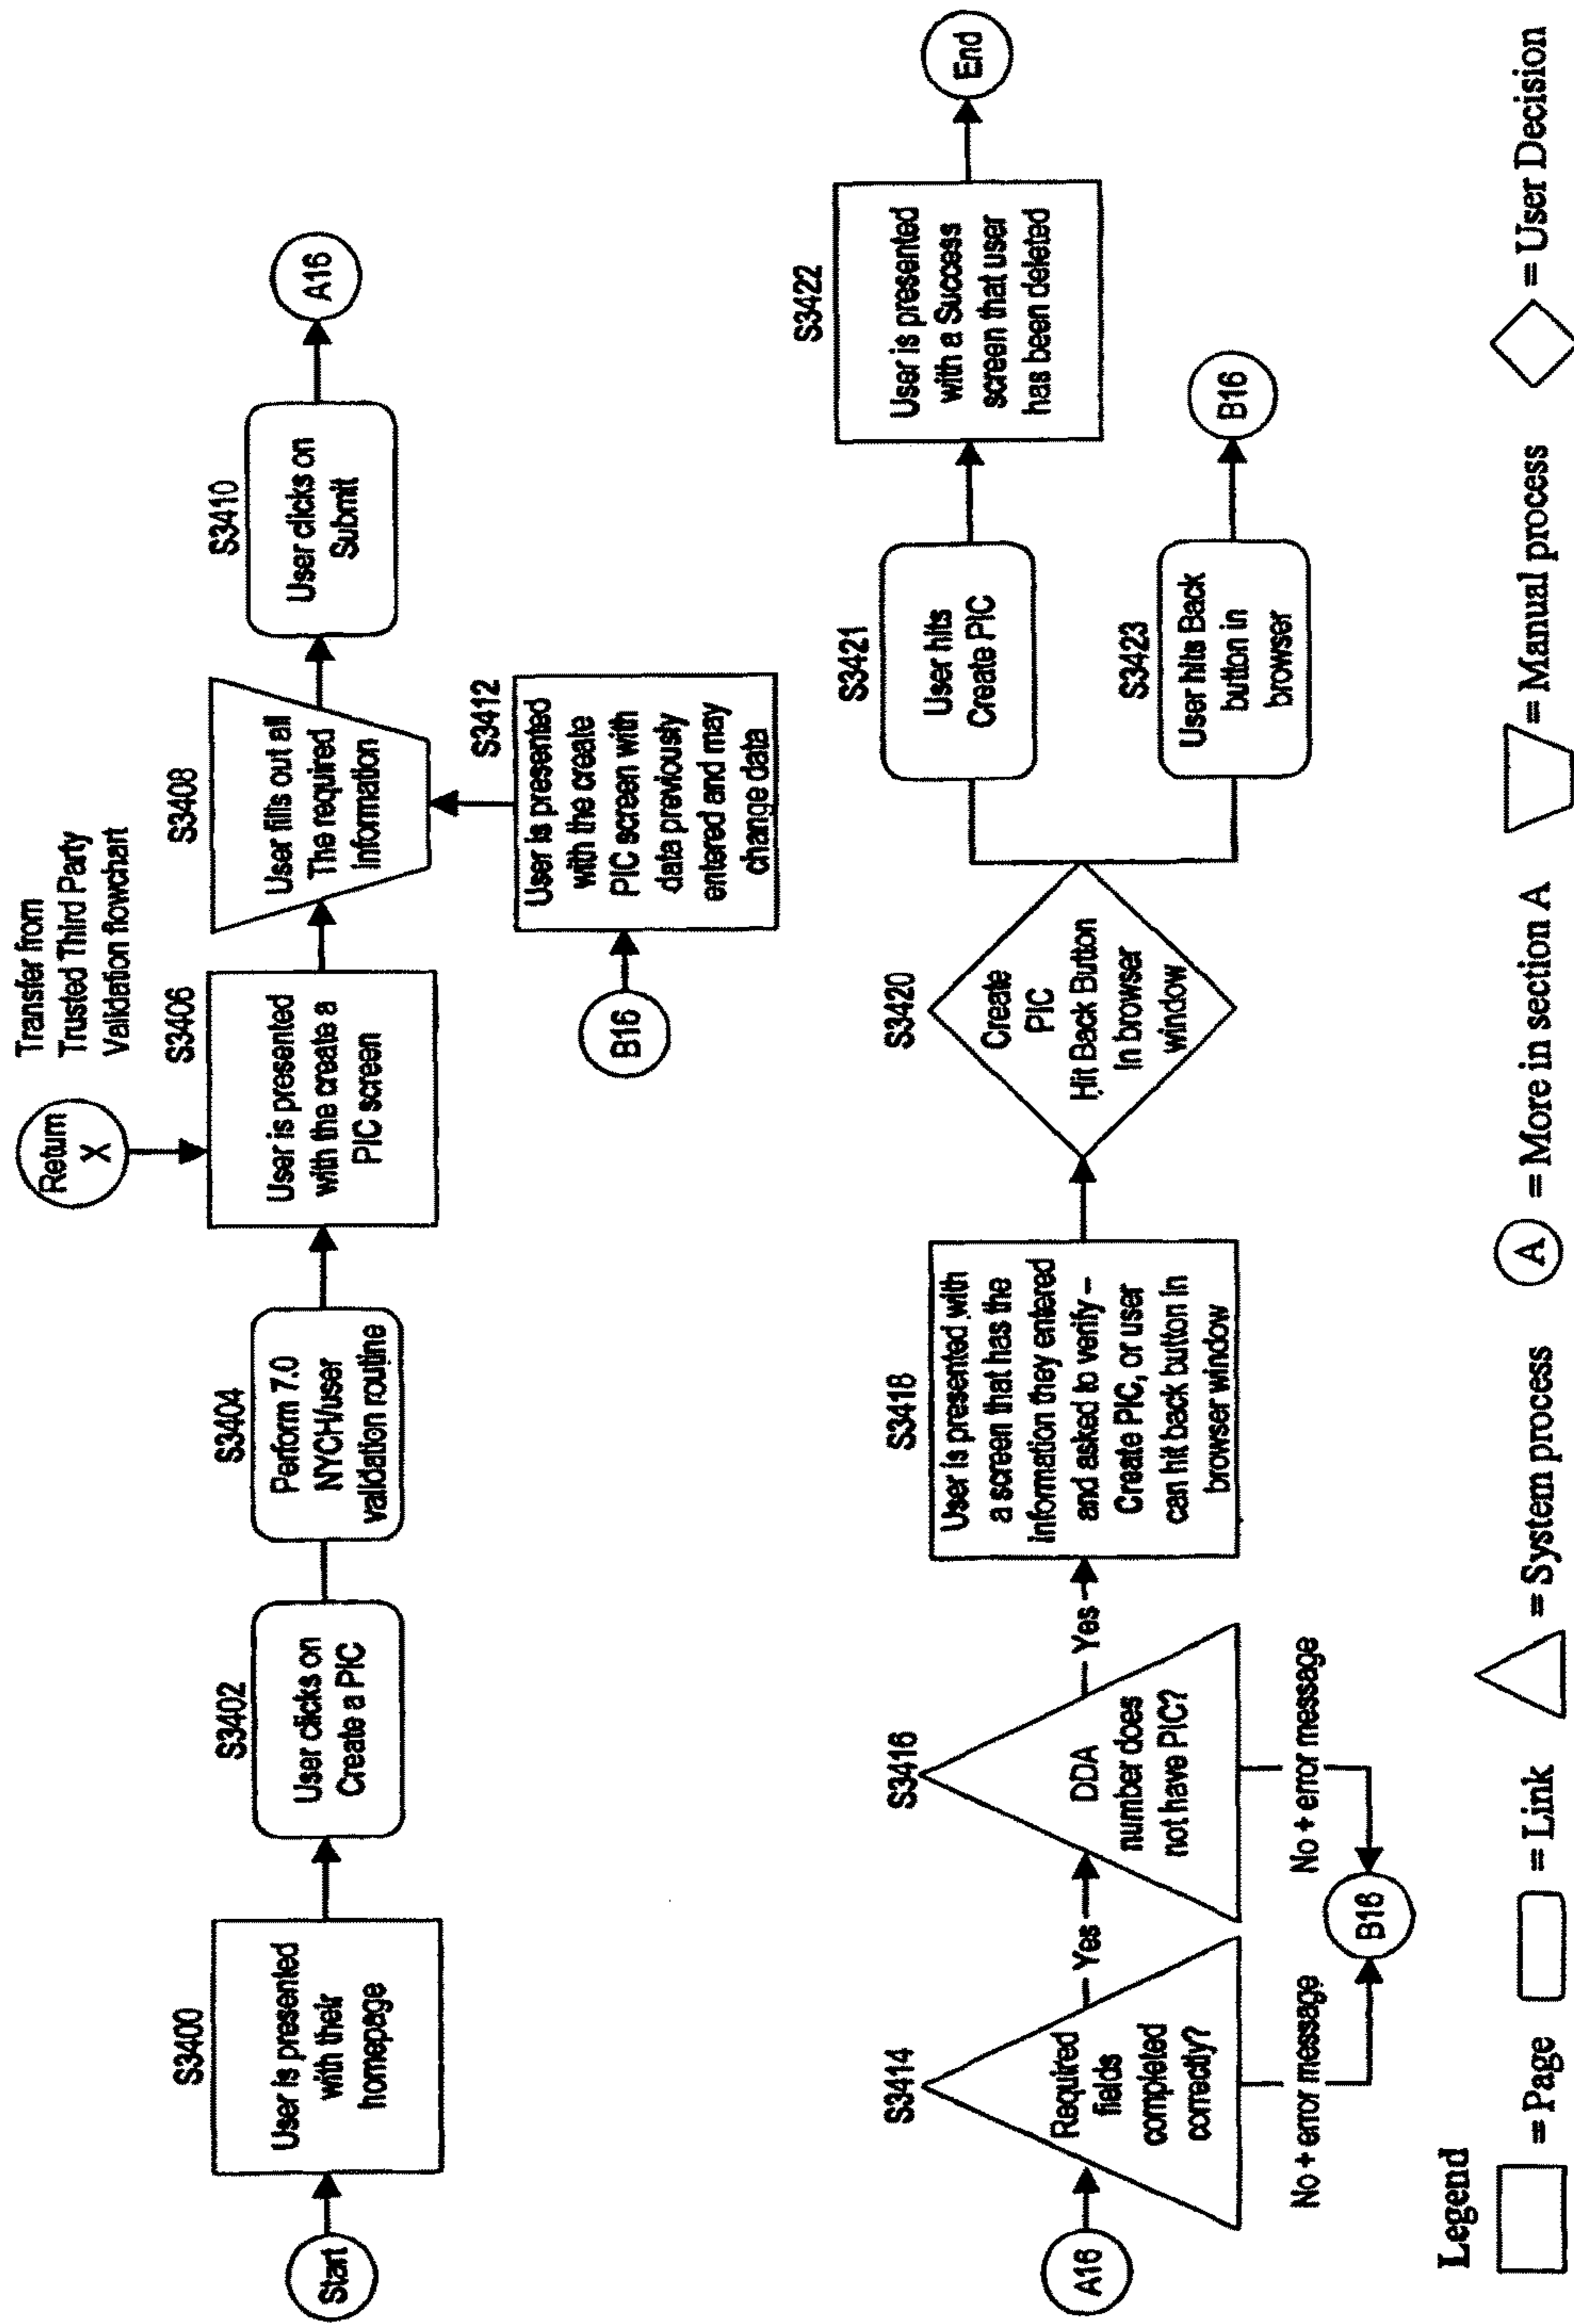 Transfer from
Trusted Third Party
Validation flowchart
Return
X
Start
S3400
User is presented
with their
homepage
S3402
User clicks on
Create a PIC
S3404
Perform 7.0
NYCH/user
validation routine
S3406
User is presented
with the create a
PIC screen
S3408
User fills out all
The required
information
S3410
User clicks on
Submit
A16
B16
S3412
User is presented
with the create
PIC screen with
data previously
entered and may
change data
A16
S3414
Required
fields
completed
correctly?
Yes
No + error message
S3416
DDA
number does
not have PIC?
Yes
No + error message
B16
S3418
User is presented with
a screen that has the
information they entered
and asked to verify –
Create PIC, or user
can hit back button in
browser window
S3420
Create
PIC
Hit Back Button
In browser
window
S3421
User hits
Create PIC
S3422
User is presented
with a Success
screen that user
has been deleted
End
S3423
User hits Back
button in
browser
B16
Legend
= Page
= Link
= System process
A
= More in section A
= Manual process
= User Decision